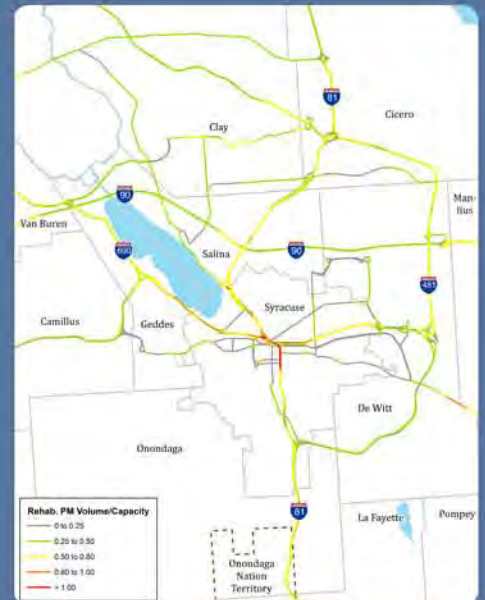 81
Cicero
Clay
90
Man-
lius
Van Buren
Salina
690
90
481
Syracuse
Camillus
Geddes
De Witt
Onondaga
81
La Fayette
Pompey
Onondaga
Nation
Territory
Rehab. PM Volume/Capacity
0 to 0.25
0.25 to 0.50
0.50 to 0.80
0.80 to 1.00
> 1.00